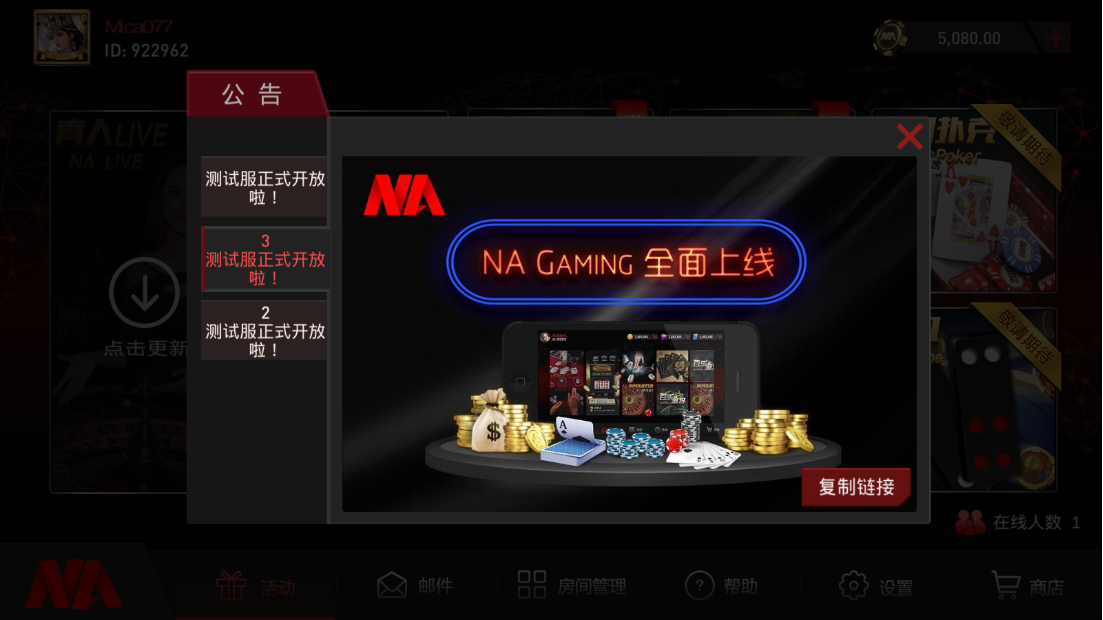 Mica077
ID: 922962
5,080.00
公告
真人LIVE
NA LIVE
扑克
Poker
敬请期待
测试服正式开放
啦！
3
测试服正式开放
啦！
2
测试服正式开放
啦！
NA
NA GAMING 全面上线
点击更新
敬请期待
复制链接
在线人数 1
NA
活动
邮件
房间管理
帮助
设置
商店